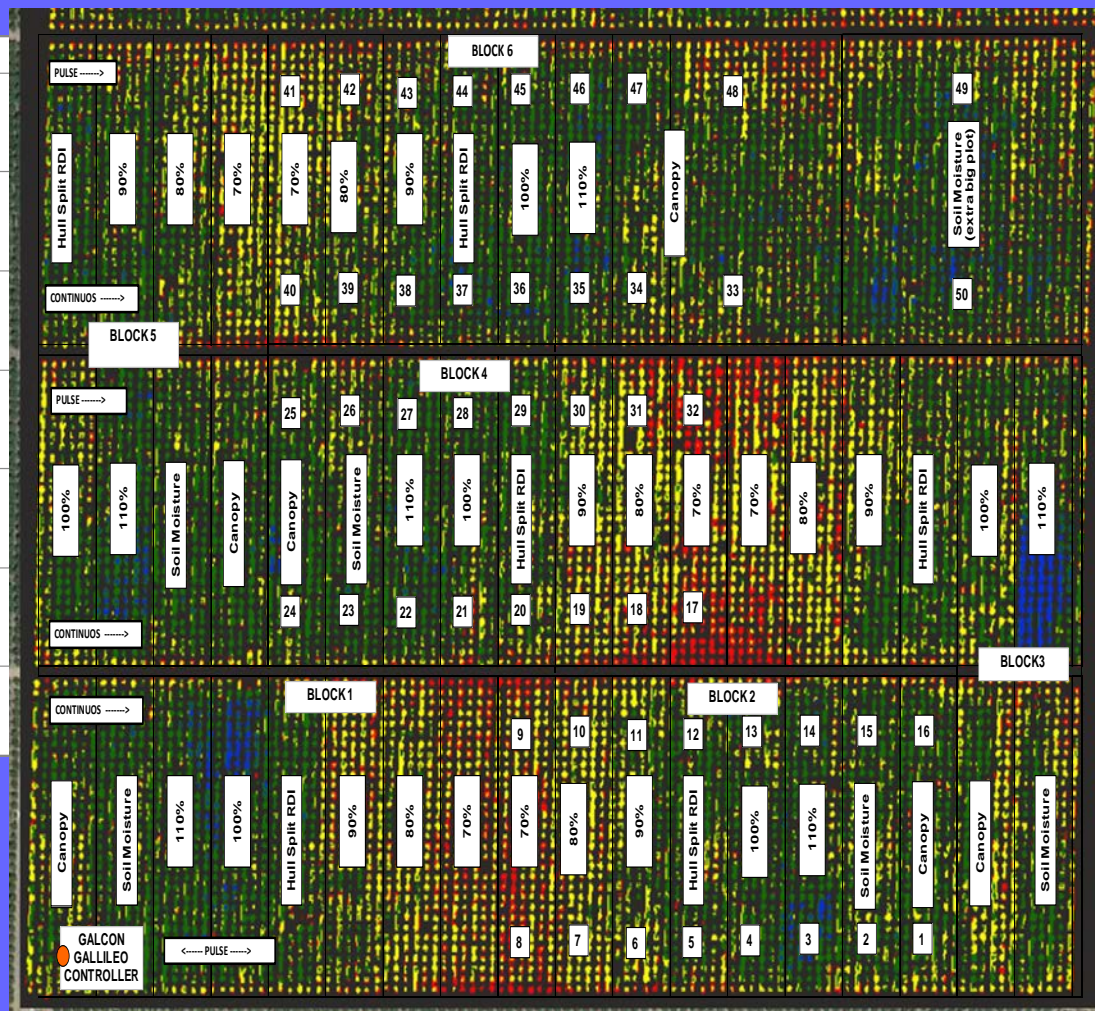 BLOCK 6
PULSE ------->
41 42 43 44 45 46 47 48 49
Hull Split RDI
90%
80%
70%
70%
80%
90%
Hull Split RDI
100%
110%
Canopy
Soil Moisture
(extra big plot)
CONTINUOS ------->
40 39 38 37 36 35 34 33 50
BLOCK 5
BLOCK 4
PULSE ------->
25 26 27 28 29 30 31 32
100%
110%
Soil Moisture
Canopy
Canopy
Soil Moisture
110%
100%
Hull Split RDI
90%
80%
70%
70%
80%
90%
Hull Split RDI
100%
110%
24 23 22 21 20 19 18 17
CONTINUOS ------->
BLOCK3
BLOCK1
BLOCK 2
CONTINUOS ------->
9 10 11 12 13 14 15 16
Canopy
Soil Moisture
110%
100%
Hull Split RDI
90%
80%
70%
70%
80%
90%
Hull Split RDI
100%
110%
Soil Moisture
Canopy
Canopy
Soil Moisture
GALCON
GALLILEO
CONTROLLER
<------ PULSE ------>
8 7 6 5 4 3 2 1